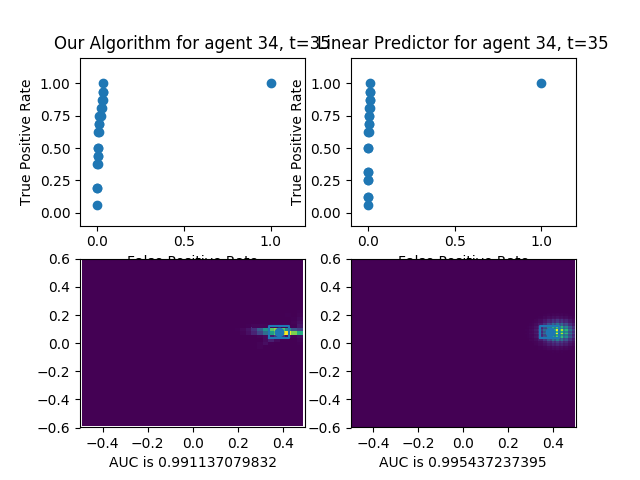 Our Algorithm for agent 34, t=35
Linear Predictor for agent 34, t=35
True Positive Rate
1.00
0.75
0.50
0.25
0.00
0.0 0.5 1.0
False Positive Rate
True Positive Rate
1.00
0.75
0.50
0.25
0.00
0.0 0.5 1.0
False Positive Rate
0.6
0.4
0.2
0.0
−0.2
−0.4
−0.6
−0.4 −0.2 0.0 0.2 0.4
AUC is 0.991137079832
0.6
0.4
0.2
0.0
−0.2
−0.4
−0.6
−0.4 −0.2 0.0 0.2 0.4
AUC is 0.995437237395